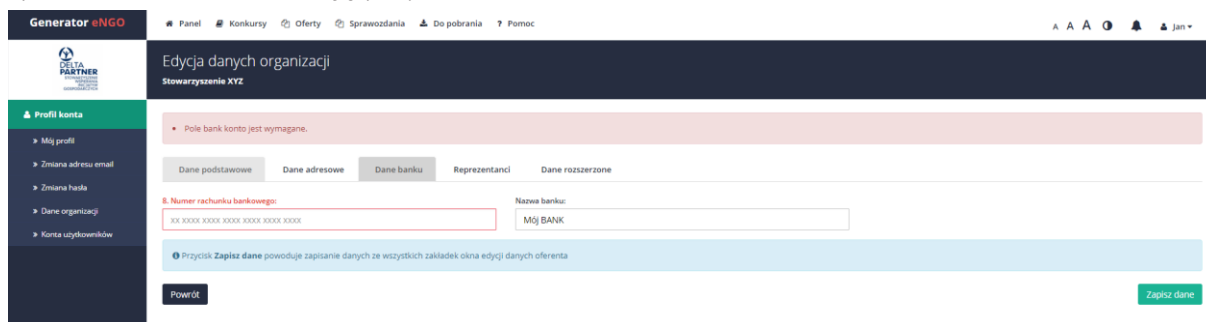 Generator eNGO
Panel Konkursy Oferty Sprawozdania Do pobrania ? Pomoc
A A A Jan
DELTA
PARTNER
Edycja danych organizacji
Stowarzyszenie XYZ
Profil konta
» Mój profil
» Zmiana adresu email
» Zmiana hasła
» Dane organizacji
» Konta użytkowników
• Pole bank konto jest wymagane.
Dane podstawowe Dane adresowe Dane banku Reprezentanci Dane rozszerzone
8. Numer rachunku bankowego: Nazwa banku:
xx xxxx xxxx xxxx xxxx xxxx xxxx Mój BANK
Przycisk Zapisz dane powoduje zapisanie danych ze wszystkich zakładek okna edycji danych oferenta
Powrót Zapisz dane